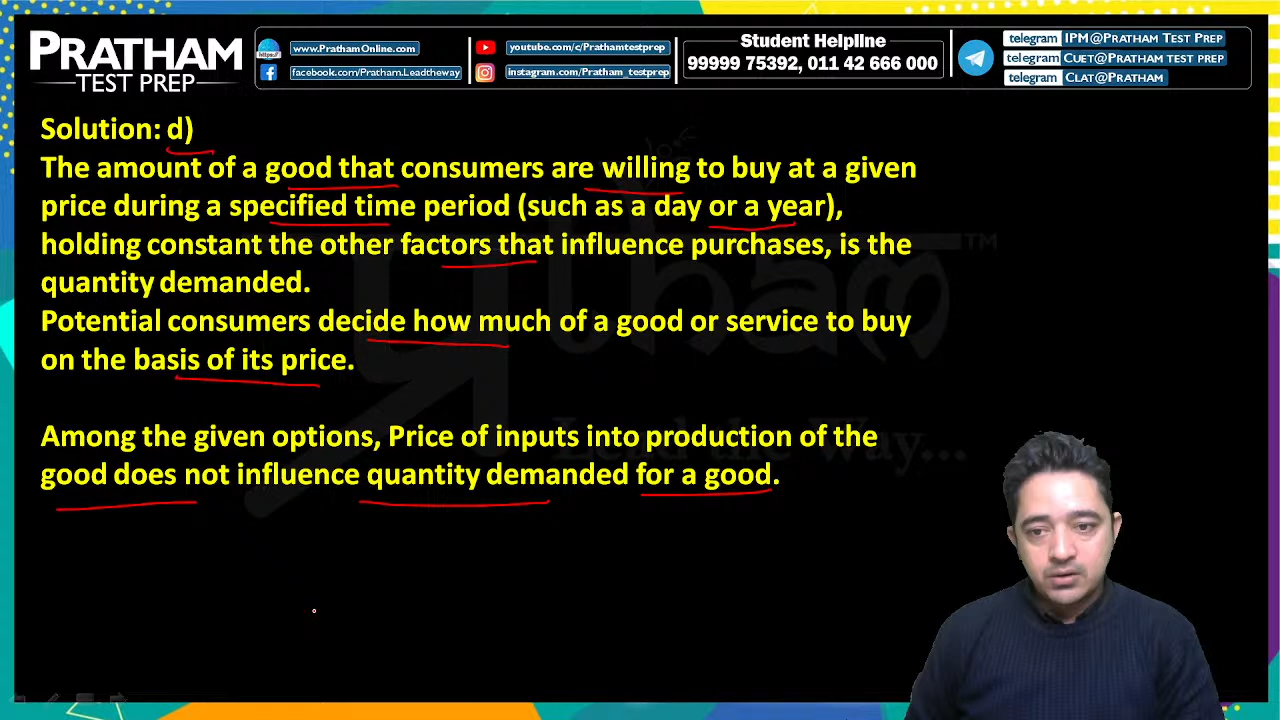 PRATHAM
TEST PREP
https://
www.PrathamOnline.com
facebook.com/Pratham.Leadtheway
youtube.com/c/Prathamtestprep
instagram.com/Pratham_testprep
Student Helpline
99999 75392, 011 42 666 000
telegram IPM@PRATHAM TEST PREP
telegram CUET@PRATHAM TEST PREP
telegram CLAT@PRATHAM
Solution: d)
The amount of a good that consumers are willing to buy at a given
price during a specified time period (such as a day or a year),
holding constant the other factors that influence purchases, is the
quantity demanded.
Potential consumers decide how much of a good or service to buy
on the basis of its price.
Among the given options, Price of inputs into production of the
good does not influence quantity demanded for a good.
TM
Lead the Way...